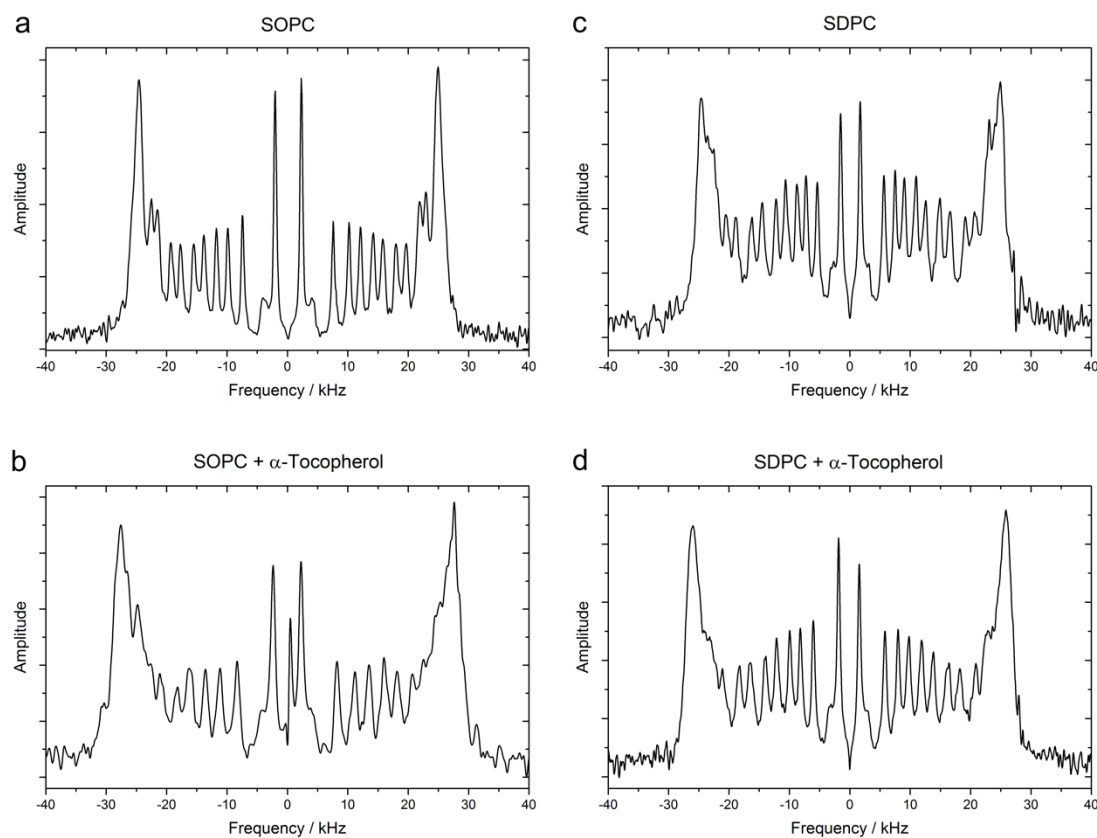 a
SOPC
Amplitude
-40 -30 -20 -10 0 10 20 30 40
Frequency / kHz
c
SDPC
Amplitude
-40 -30 -20 -10 0 10 20 30 40
Frequency / kHz
b
SOPC + α-Tocopherol
Amplitude
-40 -30 -20 -10 0 10 20 30 40
Frequency / kHz
d
SDPC + α-Tocopherol
Amplitude
-40 -30 -20 -10 0 10 20 30 40
Frequency / kHz